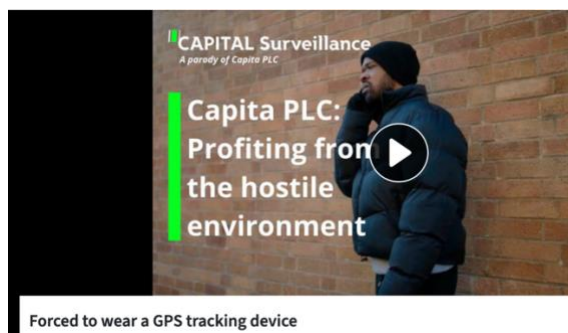 CAPITAL Surveillance
A parody of Capita PLC
Capita PLC:
Profiting from
the hostile
environment
Forced to wear a GPS tracking device